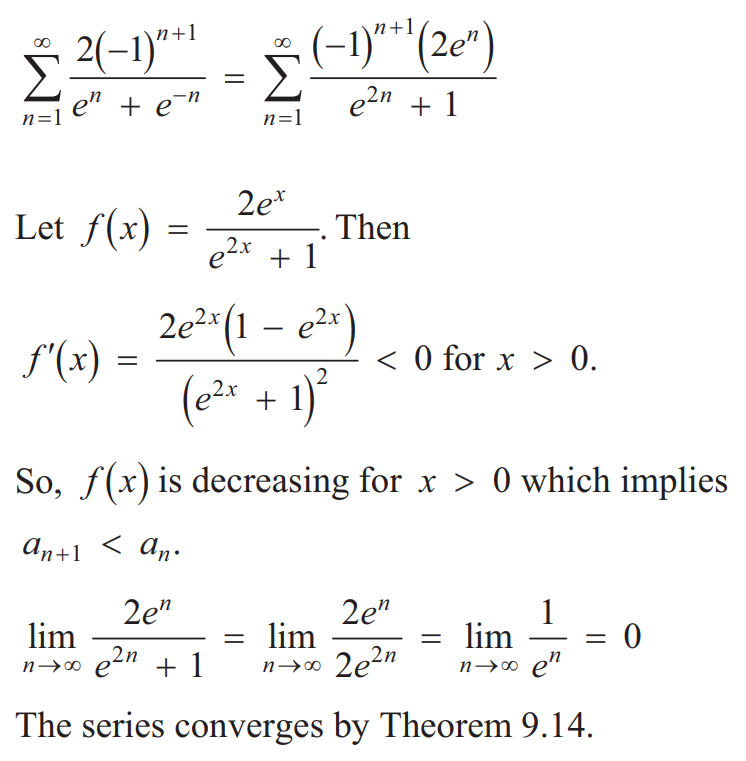 $$\sum_{n=1}^{\infty} \frac{2(-1)^{n+1}}{e^n + e^{-n}} = \sum_{n=1}^{\infty} \frac{(-1)^{n+1}(2e^n)}{e^{2n} + 1}$$
Let $f(x) = \frac{2e^x}{e^{2x} + 1}$. Then
$$f'(x) = \frac{2e^{2x}(1 - e^{2x})}{(e^{2x} + 1)^2} < 0 \text{ for } x > 0.$$
So, $f(x)$ is decreasing for $x > 0$ which implies
$a_{n+1} < a_n.$
$$\lim_{n \to \infty} \frac{2e^n}{e^{2n} + 1} = \lim_{n \to \infty} \frac{2e^n}{2e^{2n}} = \lim_{n \to \infty} \frac{1}{e^n} = 0$$
The series converges by Theorem 9.14.